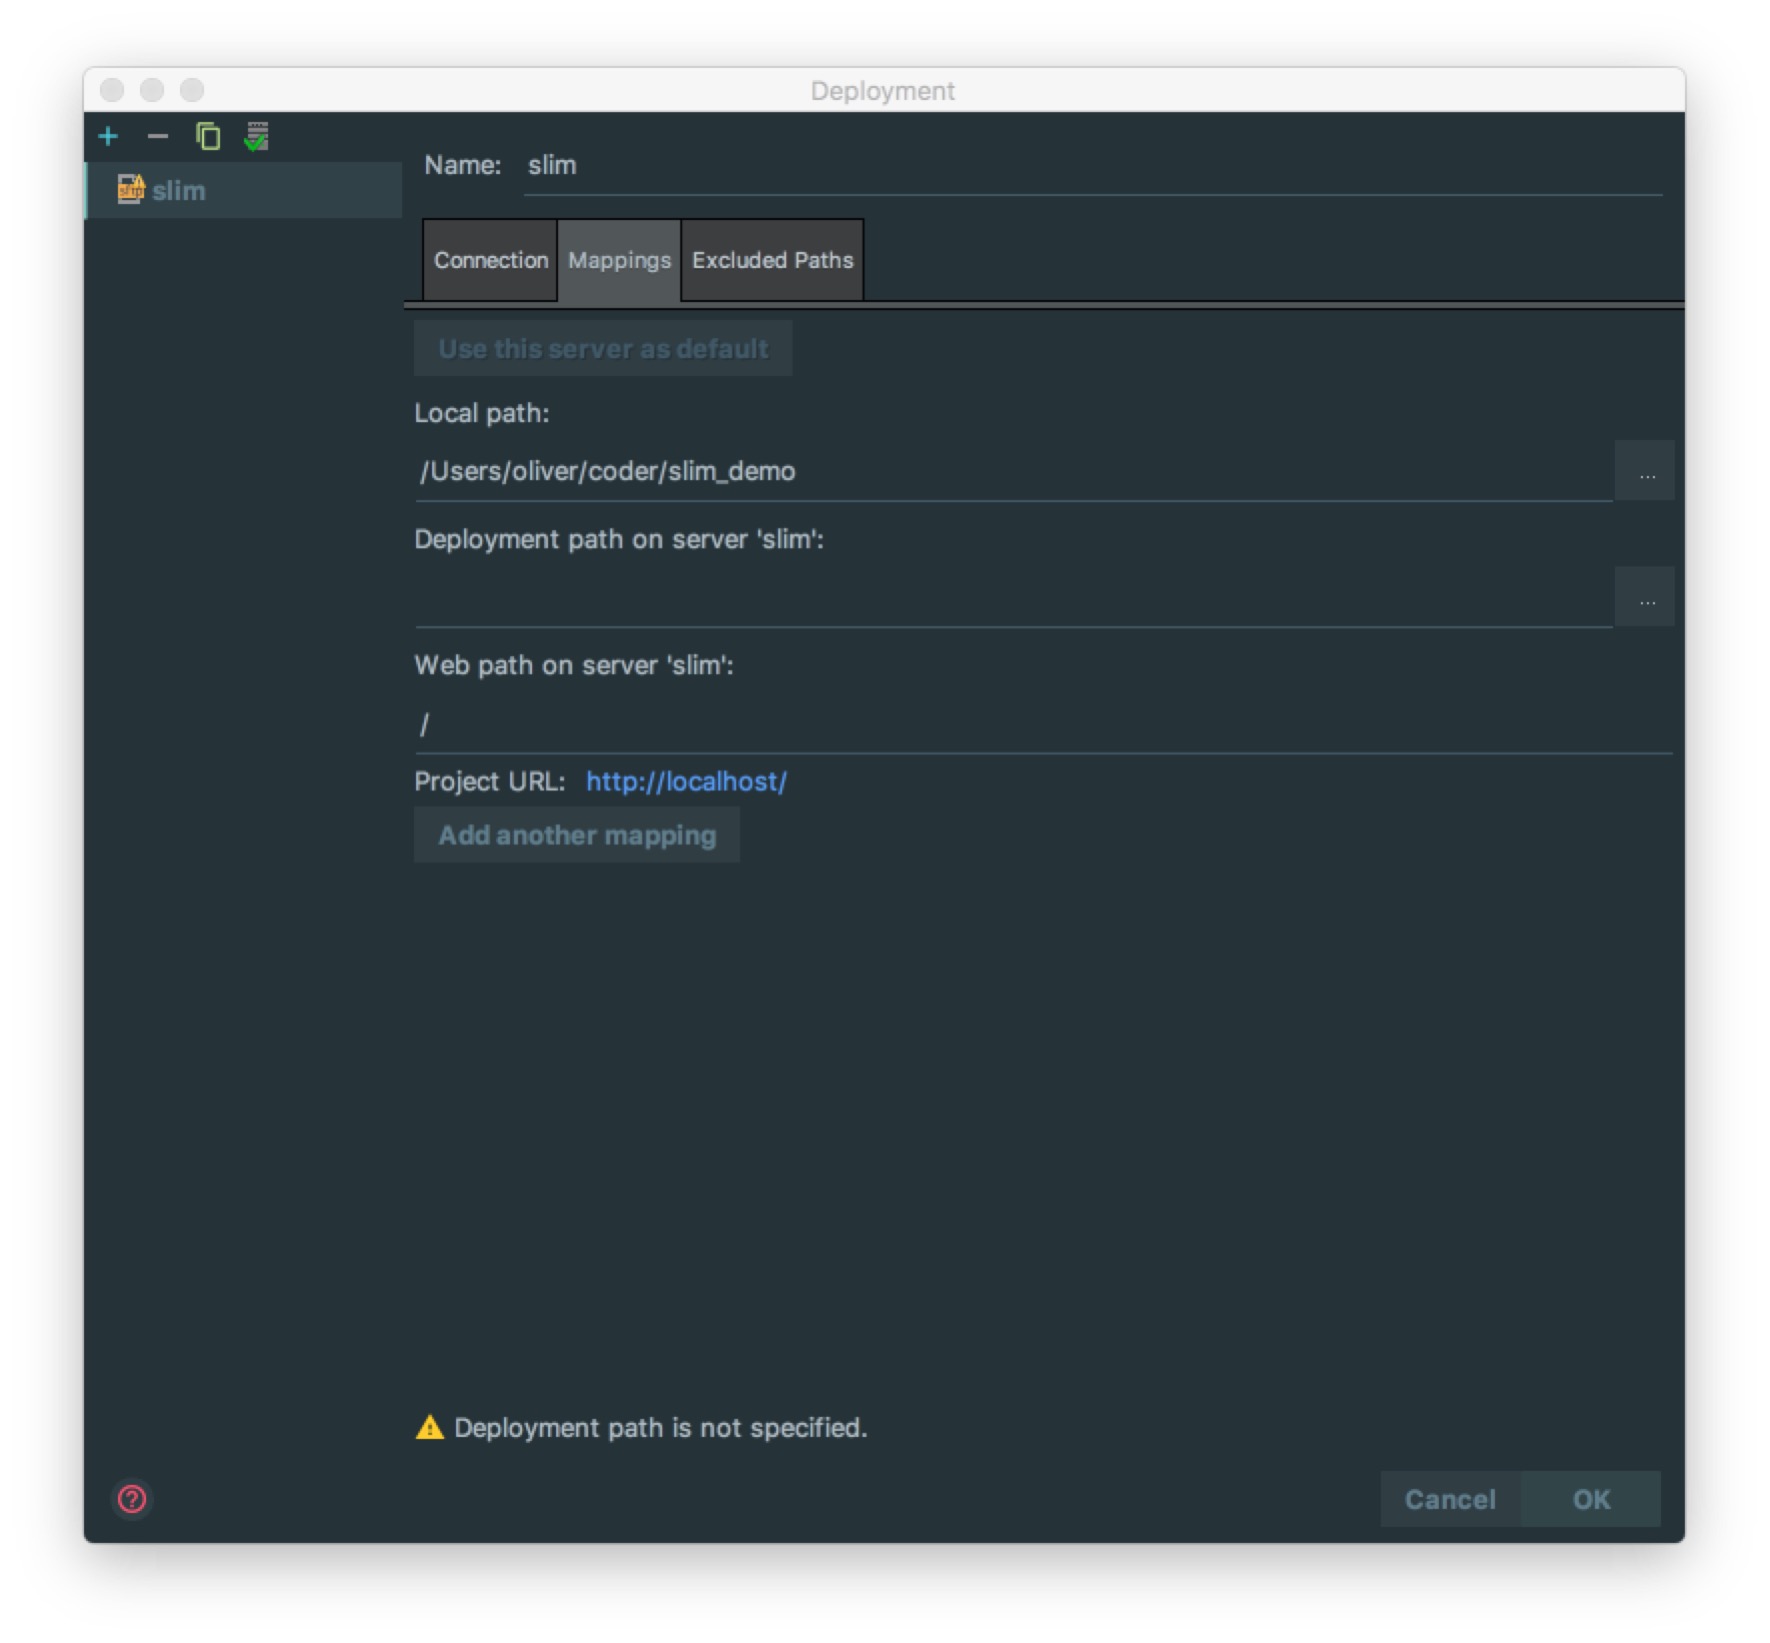 Deployment
slim
Name: slim
Connection Mappings Excluded Paths
Use this server as default
Local path:
/Users/oliver/coder/slim_demo
...
Deployment path on server 'slim':
...
Web path on server 'slim':
/
Project URL: http://localhost/
Add another mapping
Deployment path is not specified.
Cancel OK